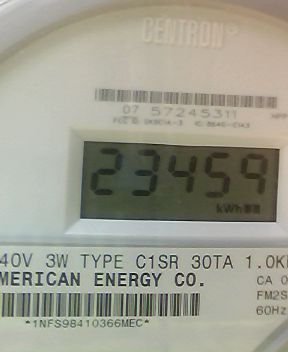 CENTRON®
07 57245311
23459
kWh
40V 3W TYPE C1SR 30TA 1.0K
MERICAN ENERGY CO.
CA 0
FM2S
60Hz
*1NFS98410366MEC*